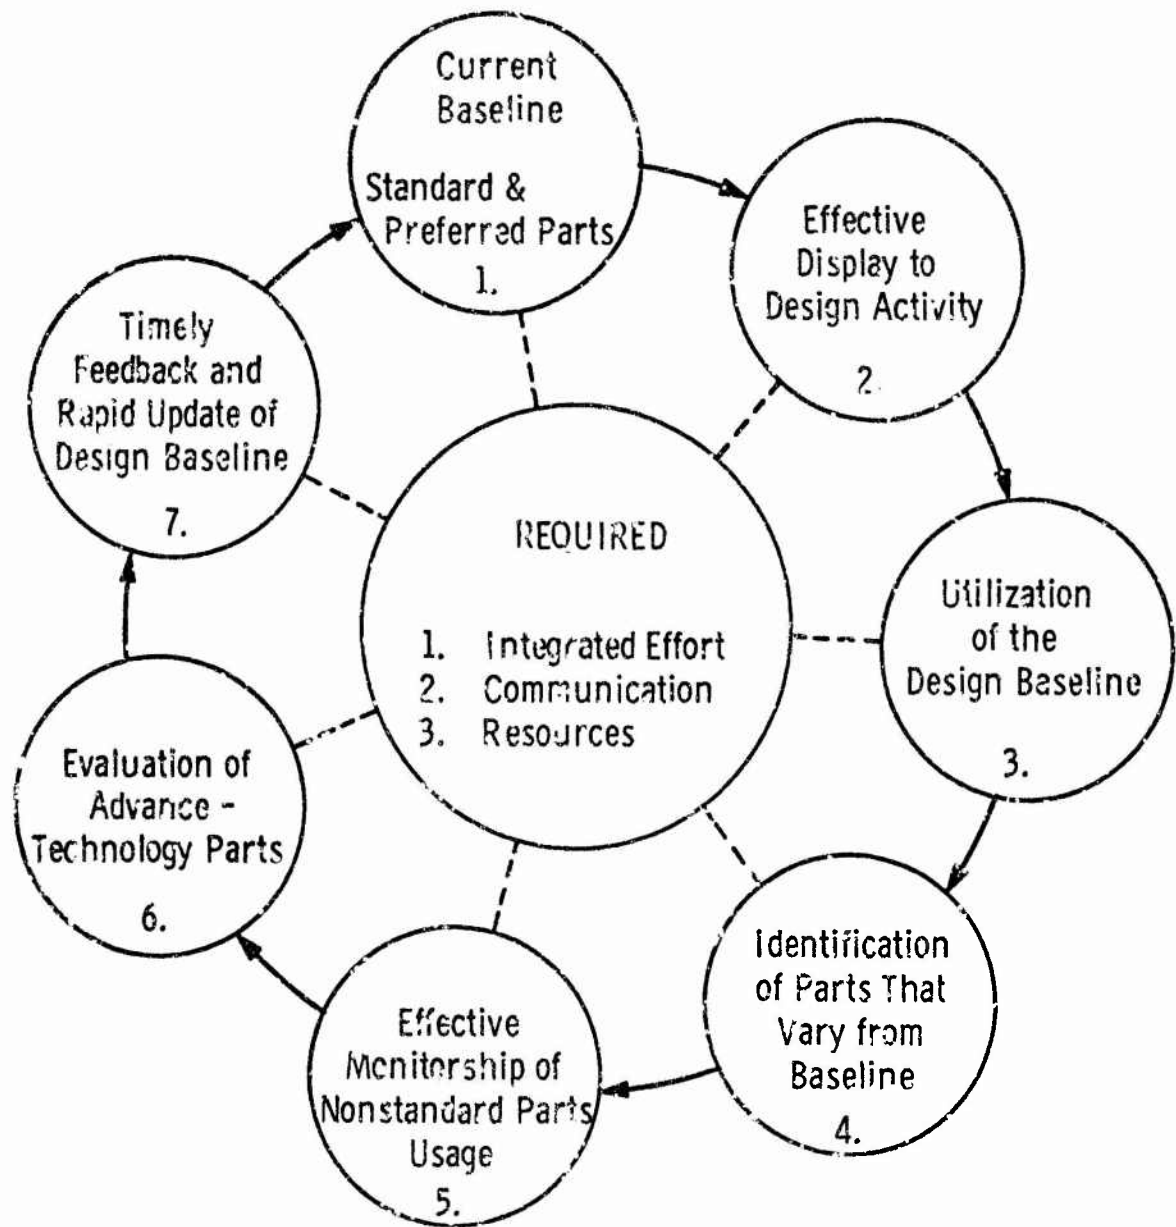 Current
Baseline
Standard &
Preferred Parts
1.
Effective
Display to
Design Activity
2.
Utilization
of the
Design Baseline
3.
Identification
of Parts That
Vary from
Baseline
4.
Effective
Monitorship of
Nonstandard Parts
Usage
5.
Evaluation of
Advance -
Technology Parts
6.
Timely
Feedback and
Rapid Update of
Design Baseline
7.
REQUIRED
1. Integrated Effort
2. Communication
3. Resources